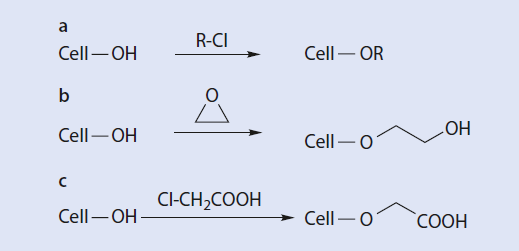 a
R-Cl
Cell—OH
Cell—OR
b
O
Cell—OH
Cell—O
OH
c
Cl-CH₂COOH
Cell—OH
Cell—O
COOH